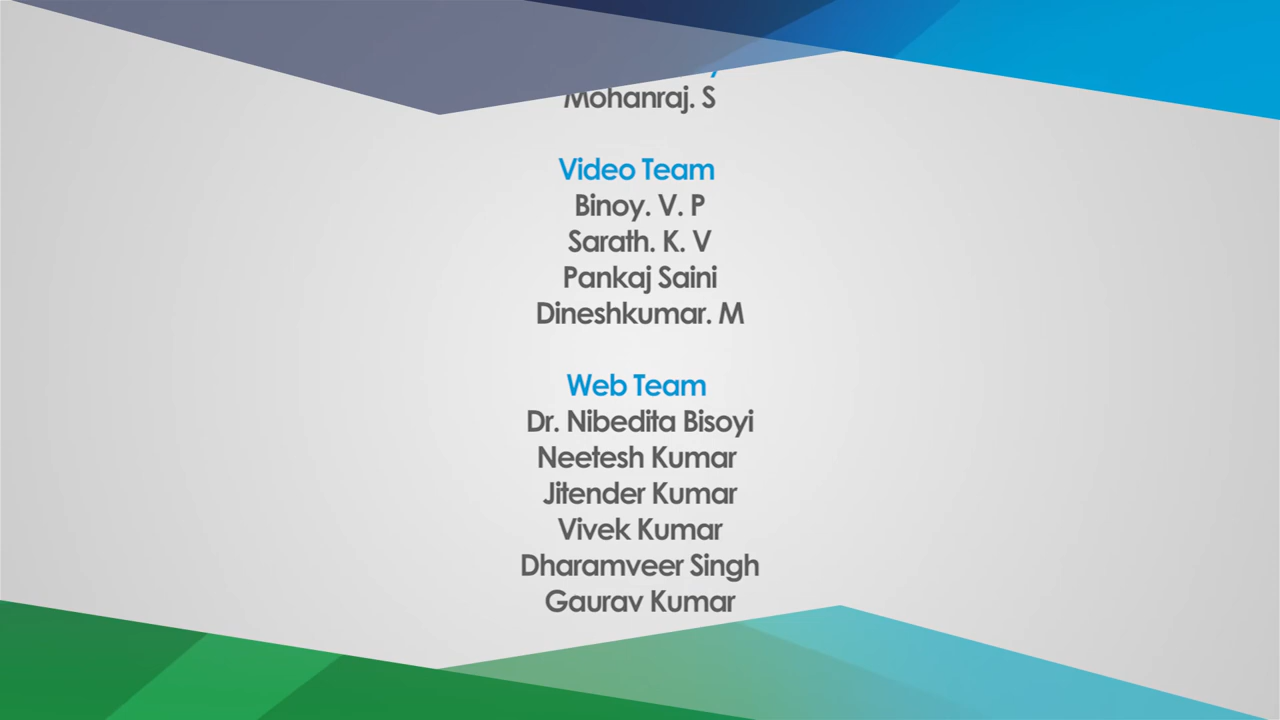 Mohanraj. S
Video Team
Binoy. V. P
Sarath. K. V
Pankaj Saini
Dineshkumar. M
Web Team
Dr. Nibedita Bisoyi
Neetesh Kumar
Jitender Kumar
Vivek Kumar
Dharamveer Singh
Gaurav Kumar